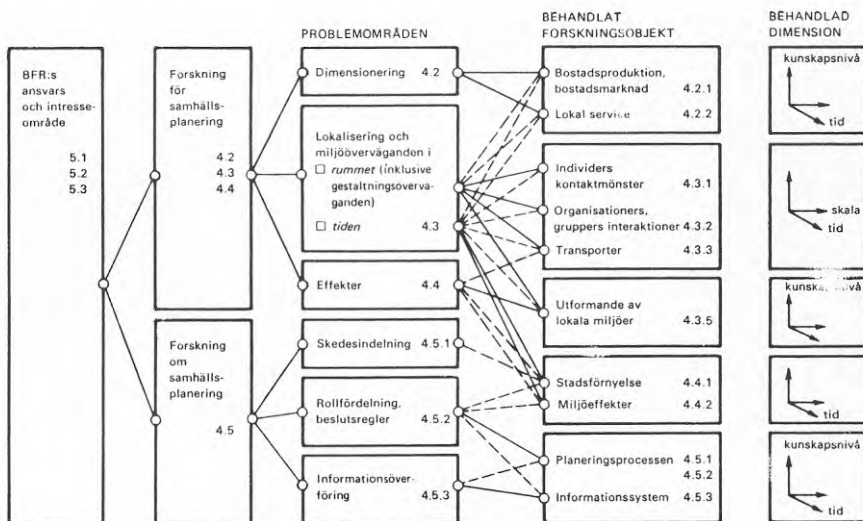 BFR:s
ansvars
och intresse-
område
5.1
5.2
5.3
Forskning
för
samhälls-
planering
4.2
4.3
4.4
Forskning
om
samhälls-
planering
4.5
PROBLEMOMRÅDEN
Dimensionering 4.2
Lokalisering och
miljööverväganden i
□ rummet (inklusive
gestaltningsöverva-
ganden)
□ tiden 4.3
Effekter 4.4
Skedesindelning 4.5.1
Rollfördelning,
beslutsregler 4.5.2
Informationsöver-
föring 4.5.3
BEHANDLAT
FORSKNINGSOBJEKT
Bostadsproduktion,
bostadsmarknad 4.2.1
Lokal service 4.2.2
Individers
kontaktmönster 4.3.1
Organisationers,
gruppers interaktioner 4.3.2
Transporter 4.3.3
Utformande av
lokala miljöer 4.3.5
Stadsförnyelse 4.4.1
Miljöeffekter 4.4.2
Planeringsprocessen 4.5.1
4.5.2
Informationssystem 4.5.3
BEHANDLAD
DIMENSION
kunskapsnivå
tid
skala
tid
kunskapsnivå
tid
kunskapsnivå
tid